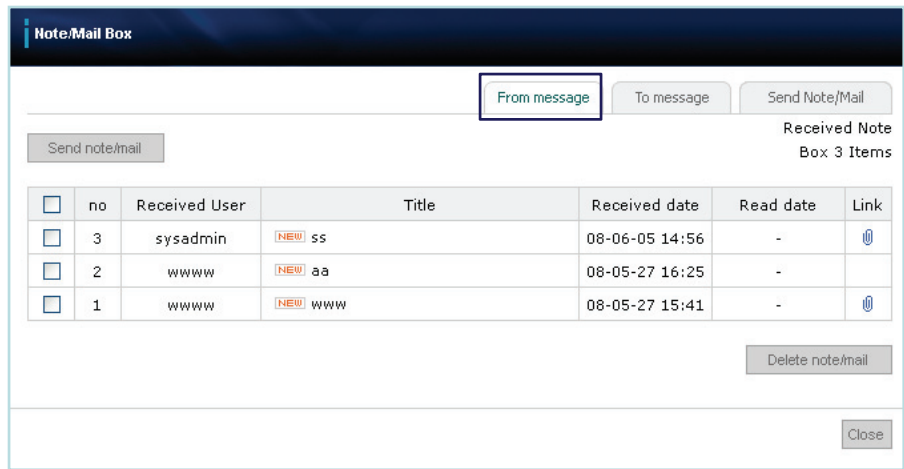 Note/Mail Box
From message To message Send Note/Mail
Send note/mail
Received Note
Box 3 Items
no Received User Title Received date Read date Link
3 sysadmin NEW ss 08-06-05 14:56 -
2 wwww NEW aa 08-05-27 16:25 -
1 wwww NEW www 08-05-27 15:41 -
Delete note/mail
Close